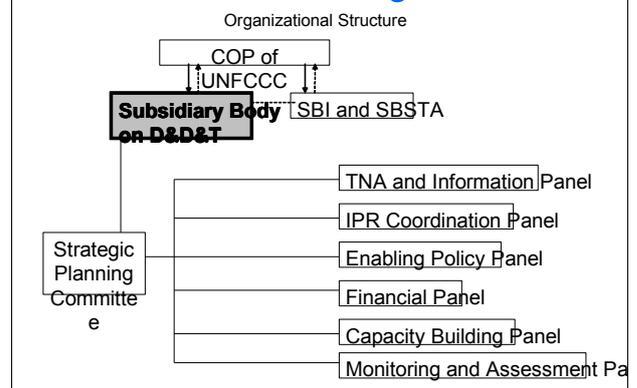 Organizational Structure
COP of
UNFCCC
Subsidiary Body
on D&D&T
SBI and SBSTA
TNA and Information Panel
IPR Coordination Panel
Enabling Policy Panel
Strategic
Planning
Committe
e
Financial Panel
Capacity Building Panel
Monitoring and Assessment Pa